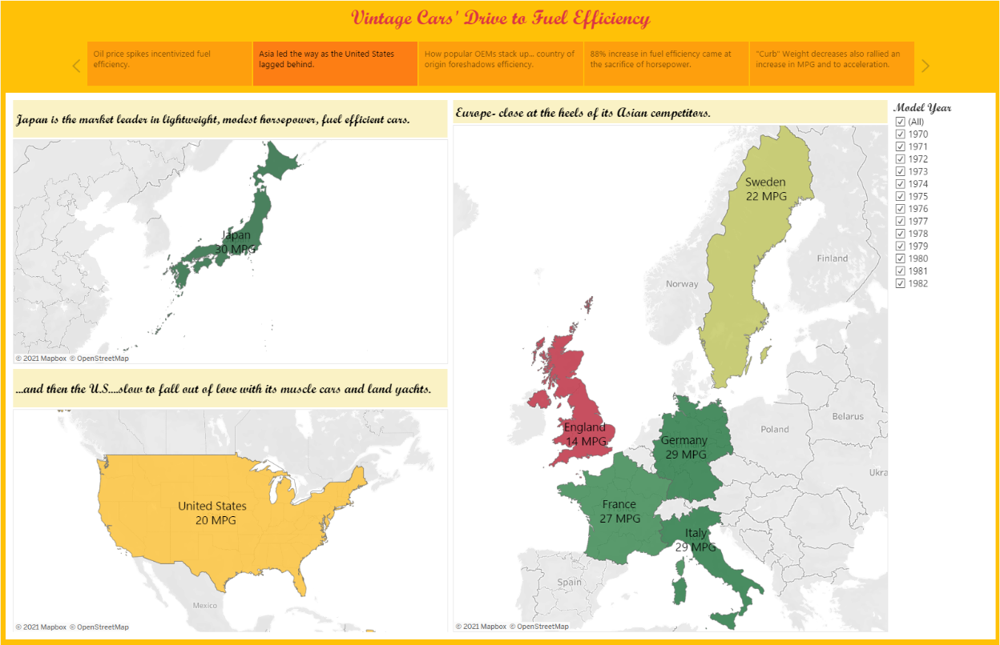 Vintage Cars' Drive to Fuel Efficiency
Oil price spikes incentivized fuel
efficiency.
Asia led the way as the United States
lagged behind.
How popular OEMs stack up... country of
origin foreshadows efficiency.
88% increase in fuel efficiency came at
the sacrifice of horsepower.
"Curb" Weight decreases also rallied an
increase in MPG and to acceleration.
Japan is the market leader in lightweight, modest horsepower, fuel efficient cars.
Japan
30 MPG
© 2021 Mapbox © OpenStreetMap
...and then the U.S....slow to fall out of love with its muscle cars and land yachts.
United States
20 MPG
Mexico
© 2021 Mapbox © OpenStreetMap
Europe- close at the heels of its Asian competitors.
Sweden
22 MPG
Finland
Norway
England
14 MPG
Germany
29 MPG
Poland
Belarus
Ukra
France
27 MPG
Italy
29 MPG
Spain
© 2021 Mapbox © OpenStreetMap
Model Year
(All)
1970
1971
1972
1973
1974
1975
1976
1977
1978
1979
1980
1981
1982